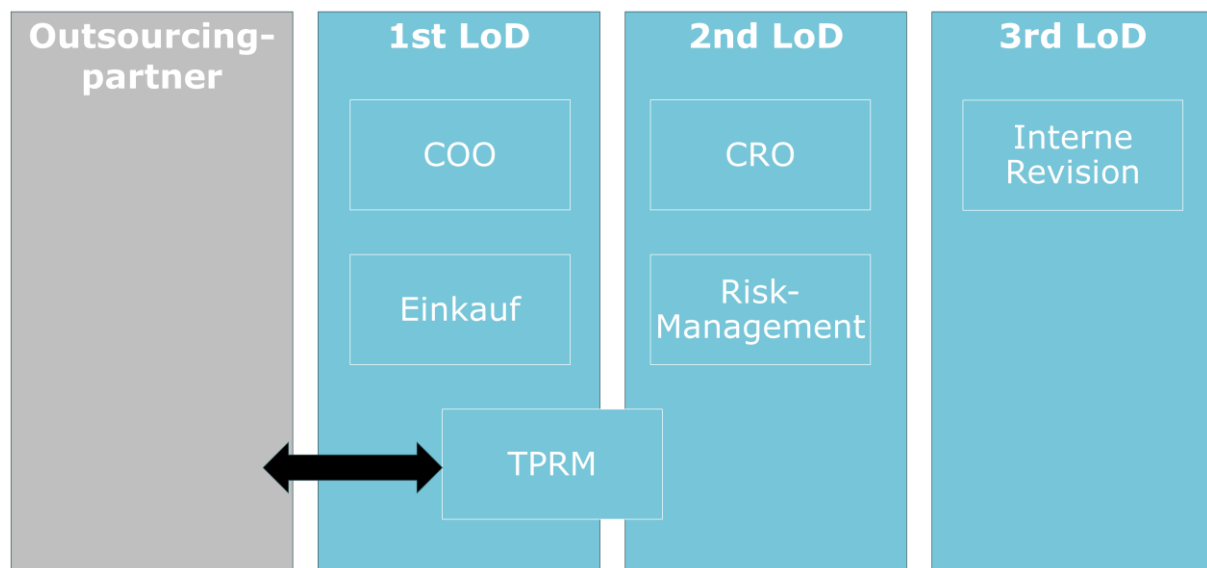 Outsourcing-
partner
1st LoD
2nd LoD
3rd LoD
COO
CRO
Interne
Revision
Einkauf
Risk-
Management
TPRM